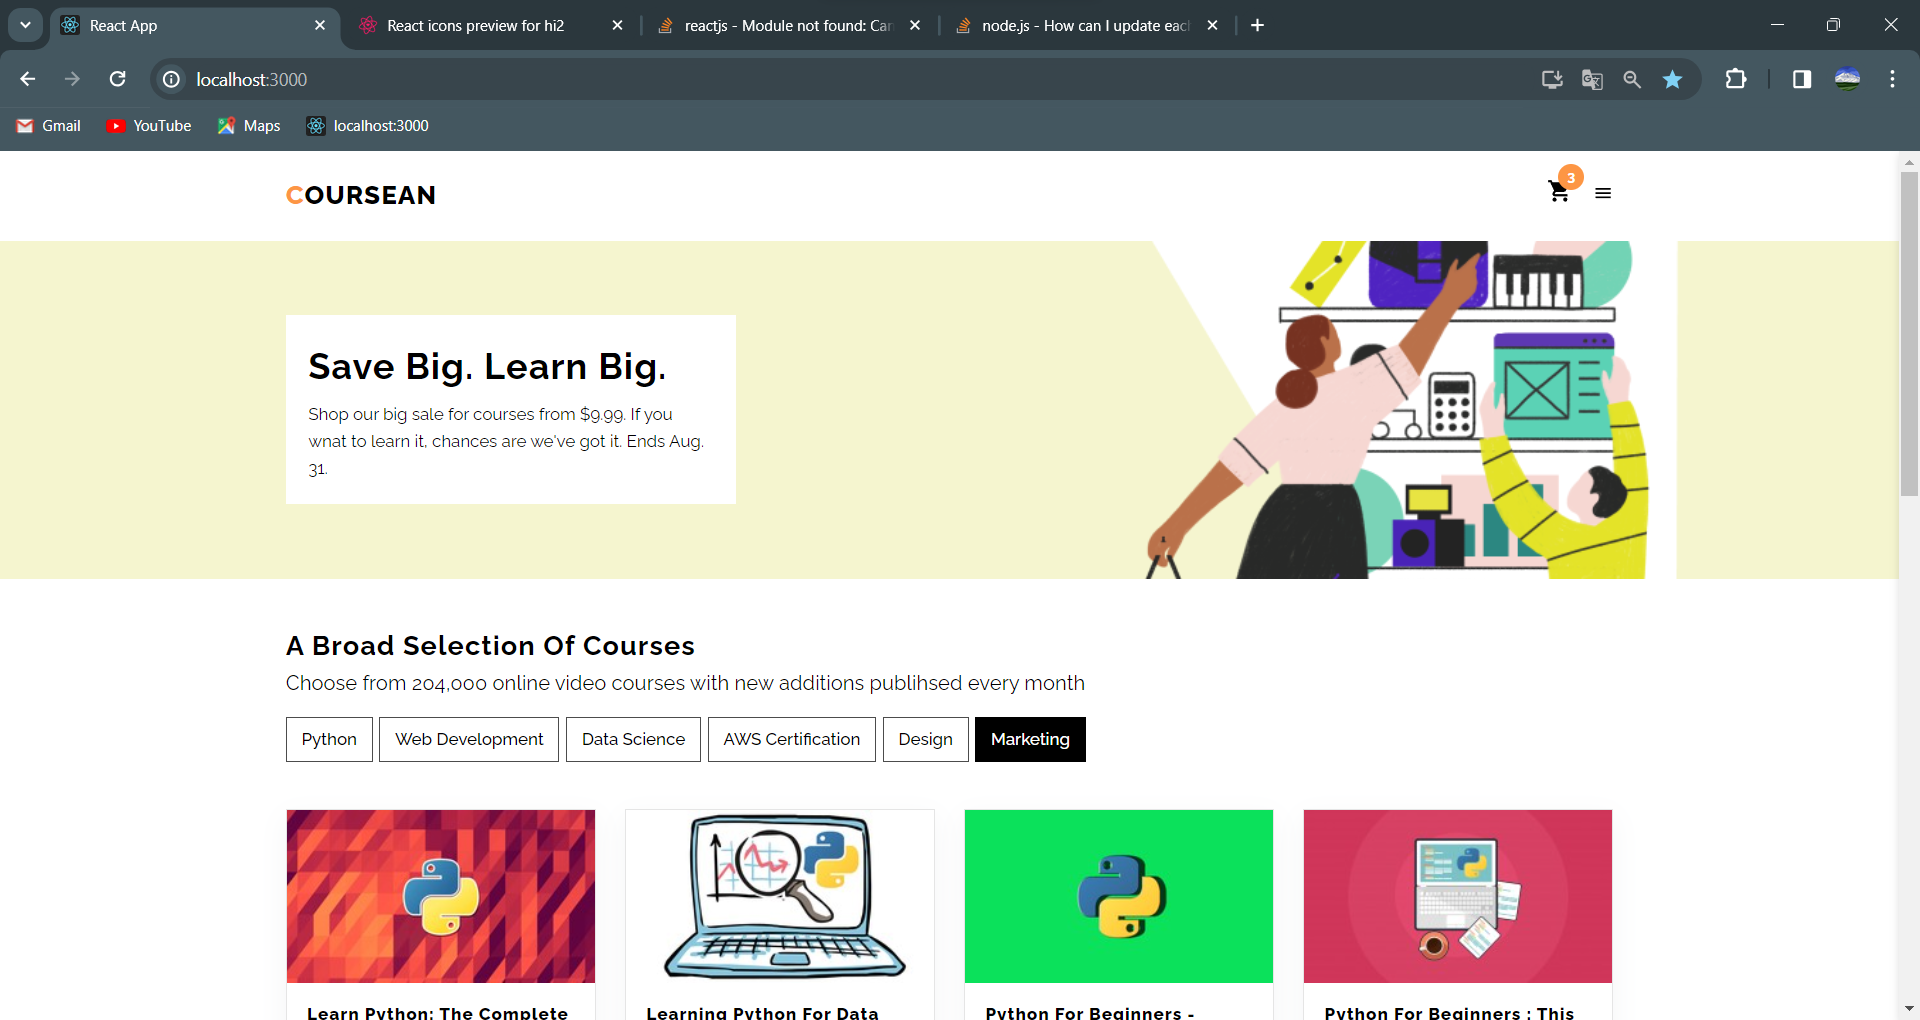 React App
React icons preview for hi2
reactjs - Module not found: Can
node.js - How can I update each
localhost:3000
Gmail
YouTube
Maps
localhost:3000
COURSEAN
3
Save Big. Learn Big.
Shop our big sale for courses from $9.99. If you
wnat to learn it, chances are we've got it. Ends Aug.
31.
A Broad Selection Of Courses
Choose from 204,000 online video courses with new additions publihsed every month
Python
Web Development
Data Science
AWS Certification
Design
Marketing
Learn Python: The Complete
Learning Python For Data
Python For Beginners -
Python For Beginners : This